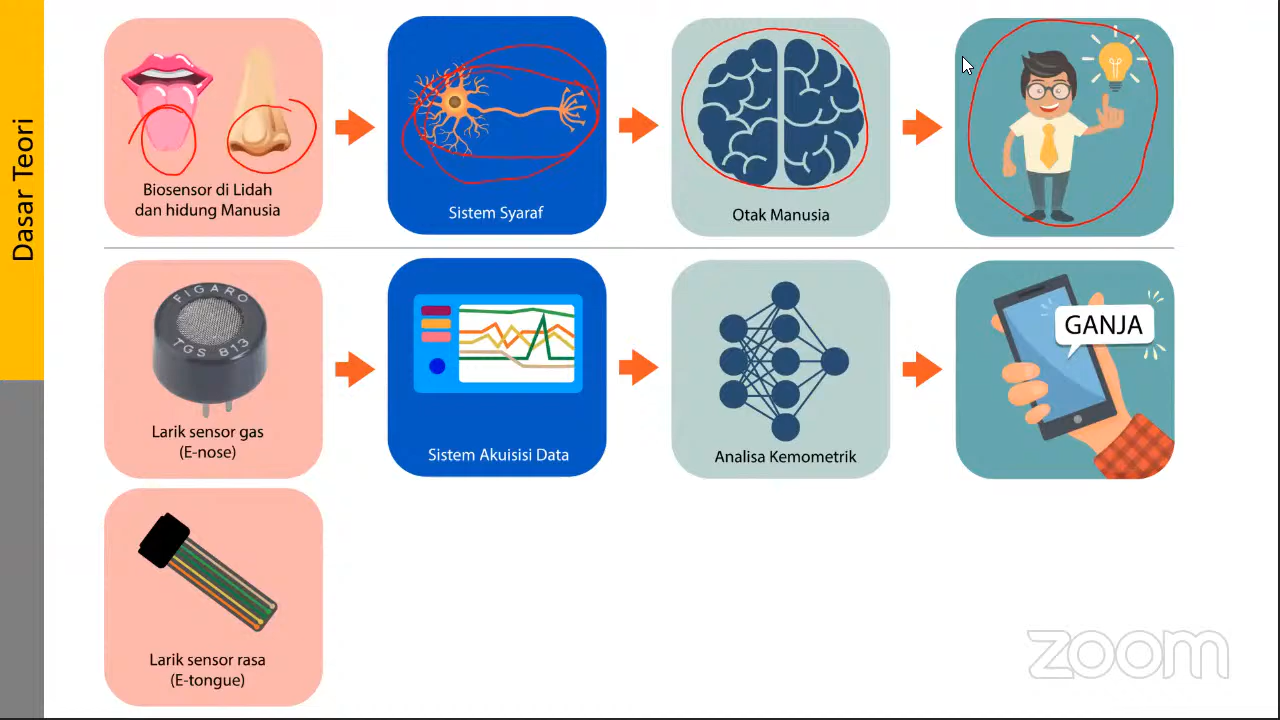 Dasar Teori
Biosensor di Lidah
dan hidung Manusia
Sistem Syaraf
Otak Manusia
FIGARO
TGS 813
Larik sensor gas
(E-nose)
Sistem Akuisisi Data
Analisa Kemometrik
GANJA
Larik sensor rasa
(E-tongue)
zoom